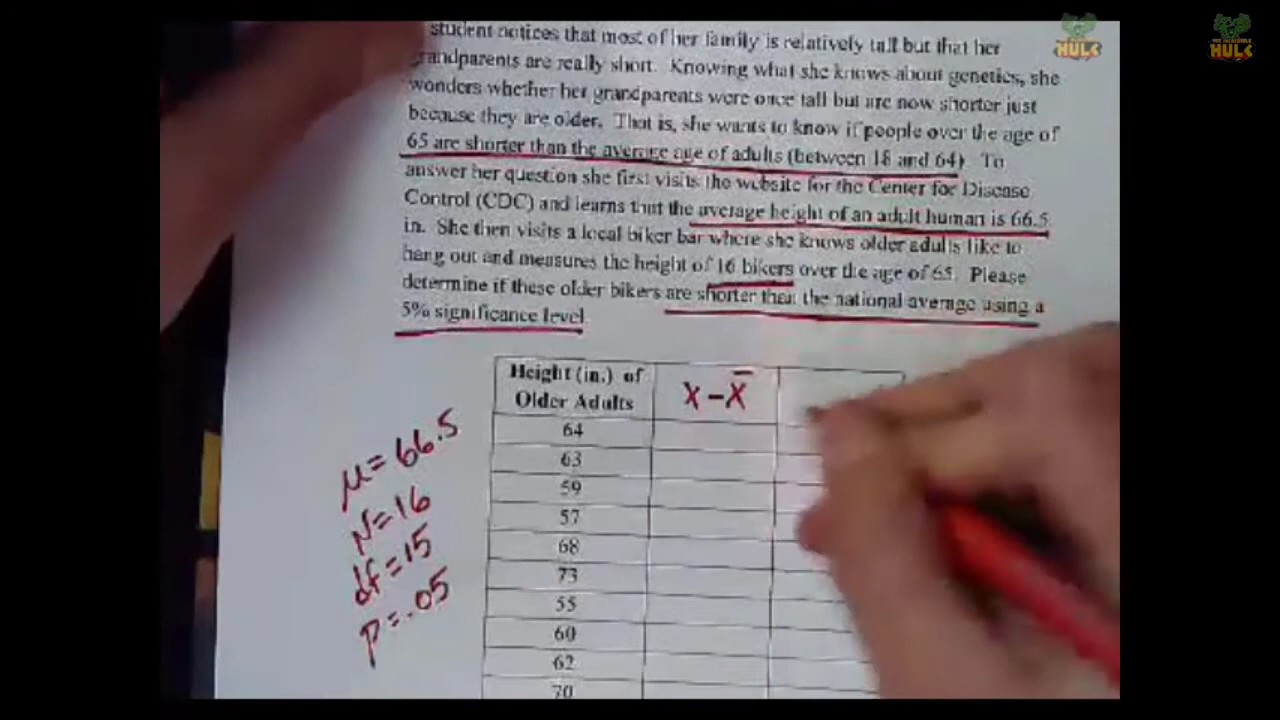 HULK
HULK
student notices that most of her family is relatively tall but that her
grandparents are really short. Knowing what she knows about genetics, she
wonders whether her grandparents were once tall but are now shorter just
because they are older. That is, she wants to know if people over the age of
65 are shorter than the average age of adults (between 18 and 64). To
answer her question she first visits the website for the Center for Disease
Control (CDC) and learns that the average height of an adult human is 66.5
in. She then visits a local biker bar where she knows older adults like to
hang out and measures the height of 16 bikers over the age of 65. Please
determine if these older bikers are shorter than the national average using a
5% significance level
Height (in.) of
Older Adults
X - X̅
64
63
59
57
68
73
55
60
62
70
μ = 66.5
N = 16
df = 15
p = .05